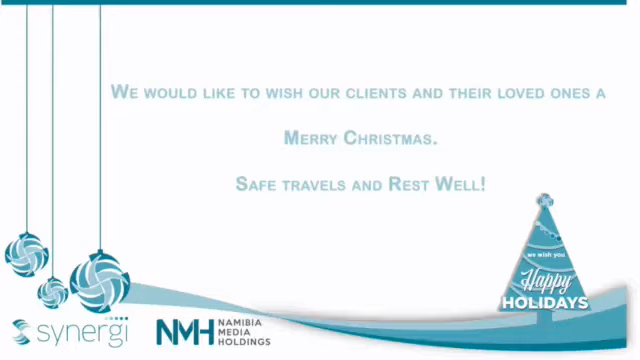 WE WOULD LIKE TO WISH OUR CLIENTS AND THEIR LOVED ONES A
MERRY CHRISTMAS.
SAFE TRAVELS AND REST WELL!
we wish you
Happy
HOLIDAYS
synergi
NMH
NAMIBIA
MEDIA
HOLDINGS